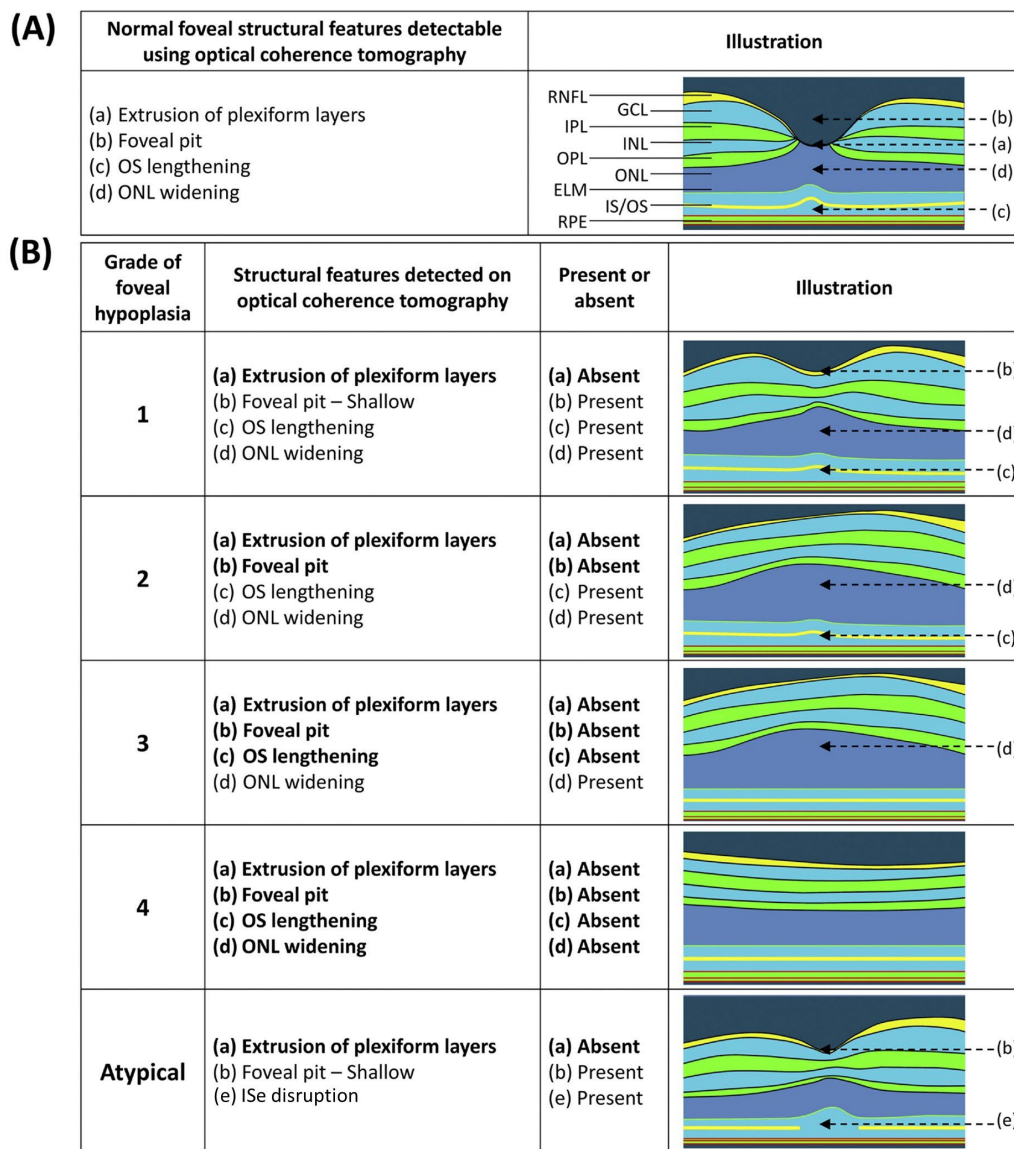 (A)
Normal foveal structural features detectable
using optical coherence tomography
Illustration
(a) Extrusion of plexiform layers
(b) Foveal pit
(c) OS lengthening
(d) ONL widening
RNFL
GCL
IPL
INL
OPL
ONL
ELM
IS/OS
RPE
(b)
(a)
(d)
(c)
(B)
Grade of
foveal
hypoplasia
Structural features detected on
optical coherence tomography
Present or
absent
Illustration
1
(a) Extrusion of plexiform layers
(b) Foveal pit – Shallow
(c) OS lengthening
(d) ONL widening
(a) Absent
(b) Present
(c) Present
(d) Present
(b)
(d)
(c)
2
(a) Extrusion of plexiform layers
(b) Foveal pit
(c) OS lengthening
(d) ONL widening
(a) Absent
(b) Absent
(c) Present
(d) Present
(d)
(c)
3
(a) Extrusion of plexiform layers
(b) Foveal pit
(c) OS lengthening
(d) ONL widening
(a) Absent
(b) Absent
(c) Absent
(d) Present
(d)
4
(a) Extrusion of plexiform layers
(b) Foveal pit
(c) OS lengthening
(d) ONL widening
(a) Absent
(b) Absent
(c) Absent
(d) Absent
Atypical
(a) Extrusion of plexiform layers
(b) Foveal pit – Shallow
(e) ISe disruption
(a) Absent
(b) Present
(e) Present
(b)
(e)